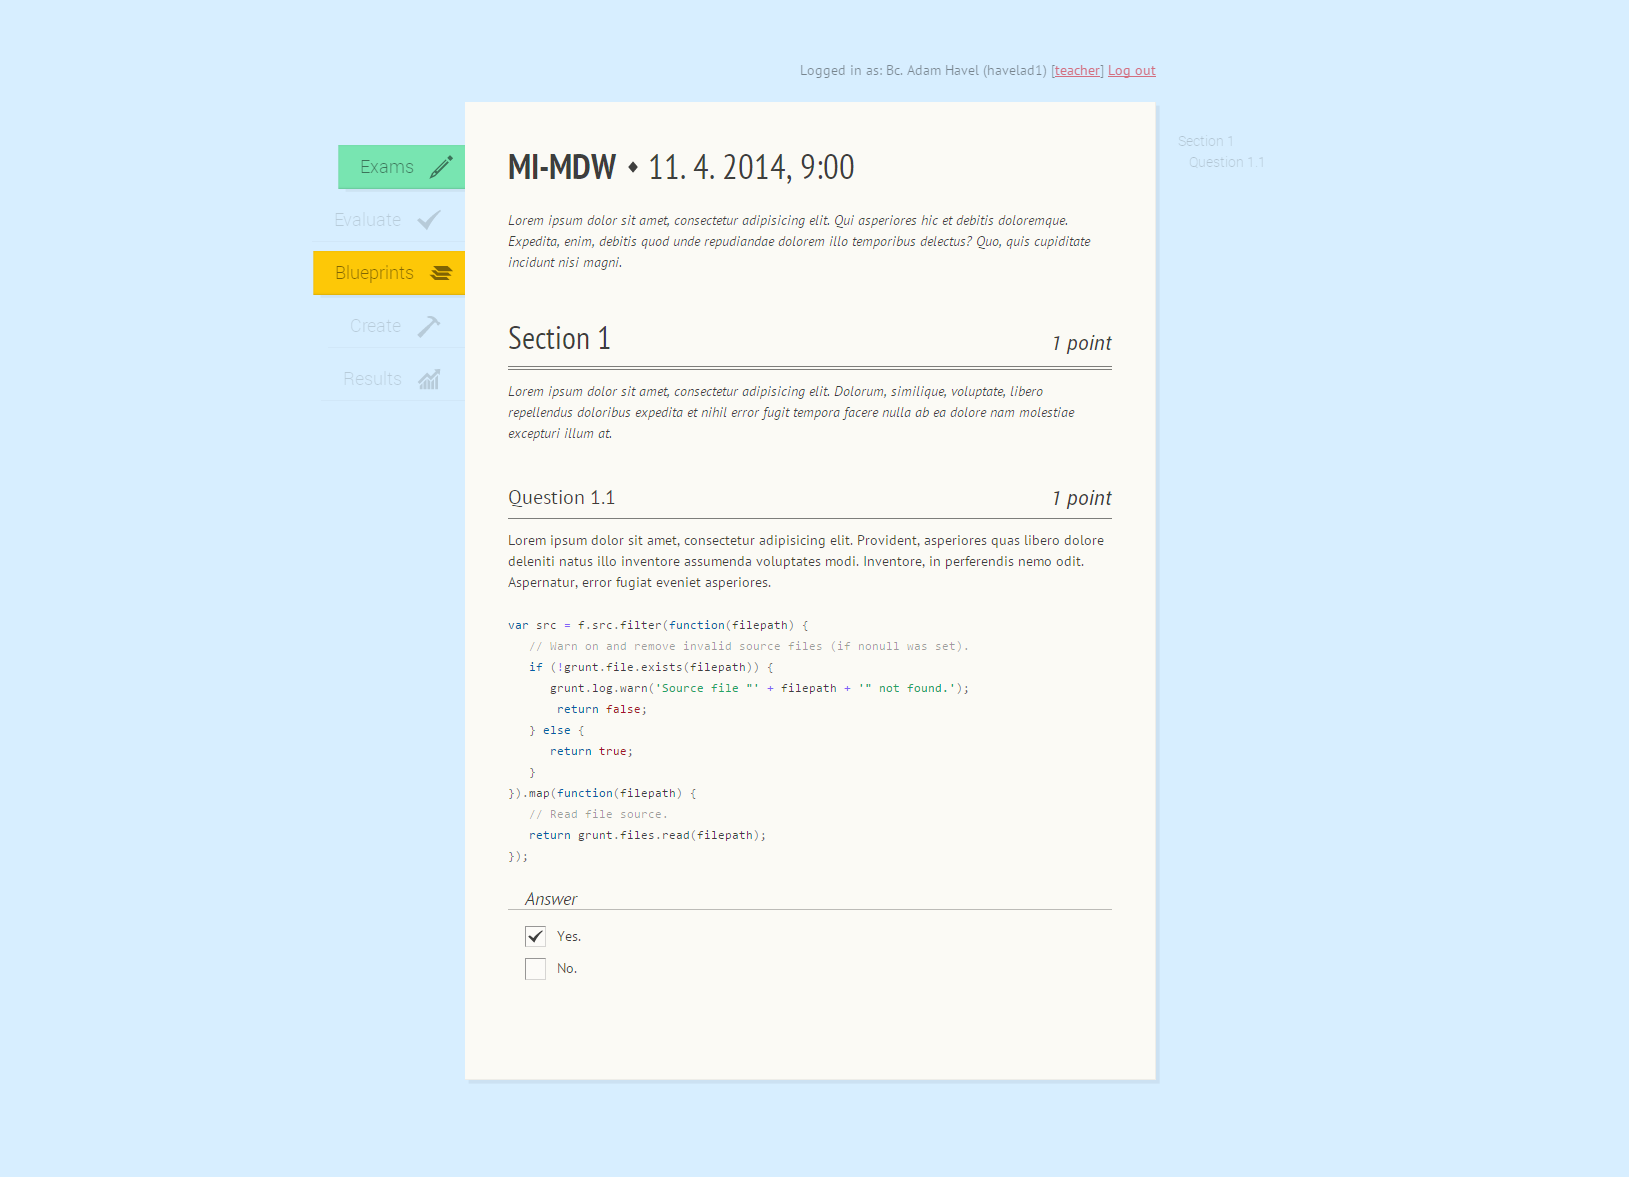 Logged in as: Bc. Adam Havel (havelad1) [teacher] Log out
Exams
Evaluate
Blueprints
Create
Results
MI-MDW ♦ 11. 4. 2014, 9:00
Lorem ipsum dolor sit amet, consectetur adipisicing elit. Qui asperiores hic et debitis doloremque.
Expedita, enim, debitis quod unde repudiandae dolorem illo temporibus delectus? Quo, quis cupiditate
incidunt nisi magni.
Section 1 1 point
Lorem ipsum dolor sit amet, consectetur adipisicing elit. Dolorum, similique, voluptate, libero
repellendus doloribus expedita et nihil error fugit tempora facere nulla ab ea dolore nam molestiae
excepturi illum at.
Question 1.1 1 point
Lorem ipsum dolor sit amet, consectetur adipisicing elit. Provident, asperiores quas libero dolore
deleniti natus illo inventore assumenda voluptates modi. Inventore, in perferendis nemo odit.
Aspernatur, error fugiat eveniet asperiores.
var src = f.src.filter(function(filepath) {
   // Warn on and remove invalid source files (if nonull was set).
   if (!grunt.file.exists(filepath)) {
      grunt.log.warn('Source file "' + filepath + '" not found.');
       return false;
   } else {
      return true;
   }
}).map(function(filepath) {
   // Read file source.
   return grunt.files.read(filepath);
});
Answer
Yes.
No.
Section 1
Question 1.1